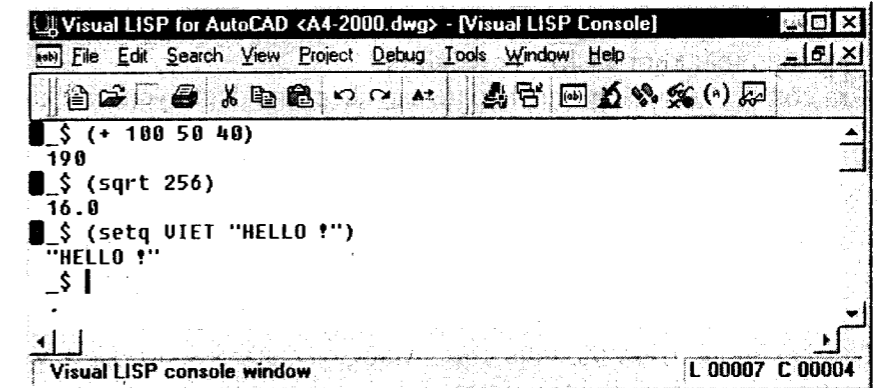 Visual LISP for AutoCAD <A4-2000.dwg> - [Visual LISP Console]
File Edit Search View Project Debug Tools Window Help
_$ (+ 100 50 40)
190
_$ (sqrt 256)
16.0
_$ (setq VIET "HELLO !")
"HELLO !"
_$
Visual LISP console window L 00007 C 00004